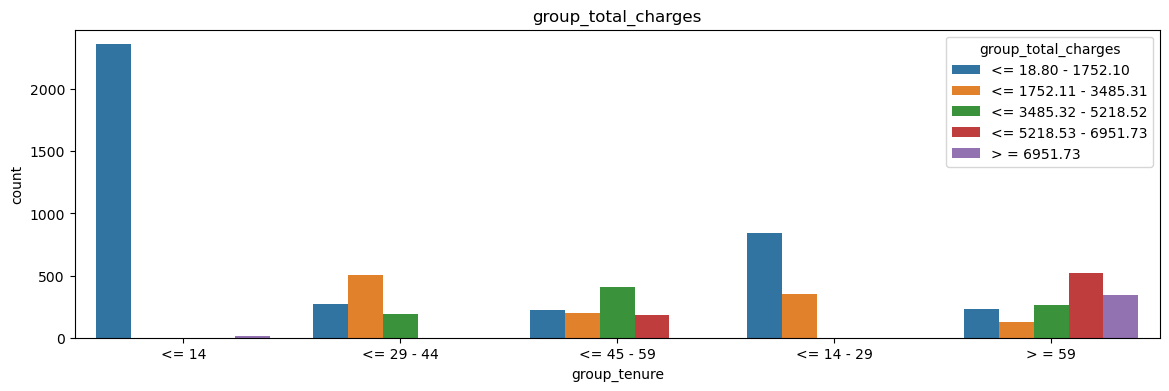 group_total_charges
group_total_charges
<= 18.80 - 1752.10
<= 1752.11 - 3485.31
<= 3485.32 - 5218.52
<= 5218.53 - 6951.73
> = 6951.73
count
2000
1500
1000
500
0
<= 14
<= 29 - 44
<= 45 - 59
<= 14 - 29
> = 59
group_tenure